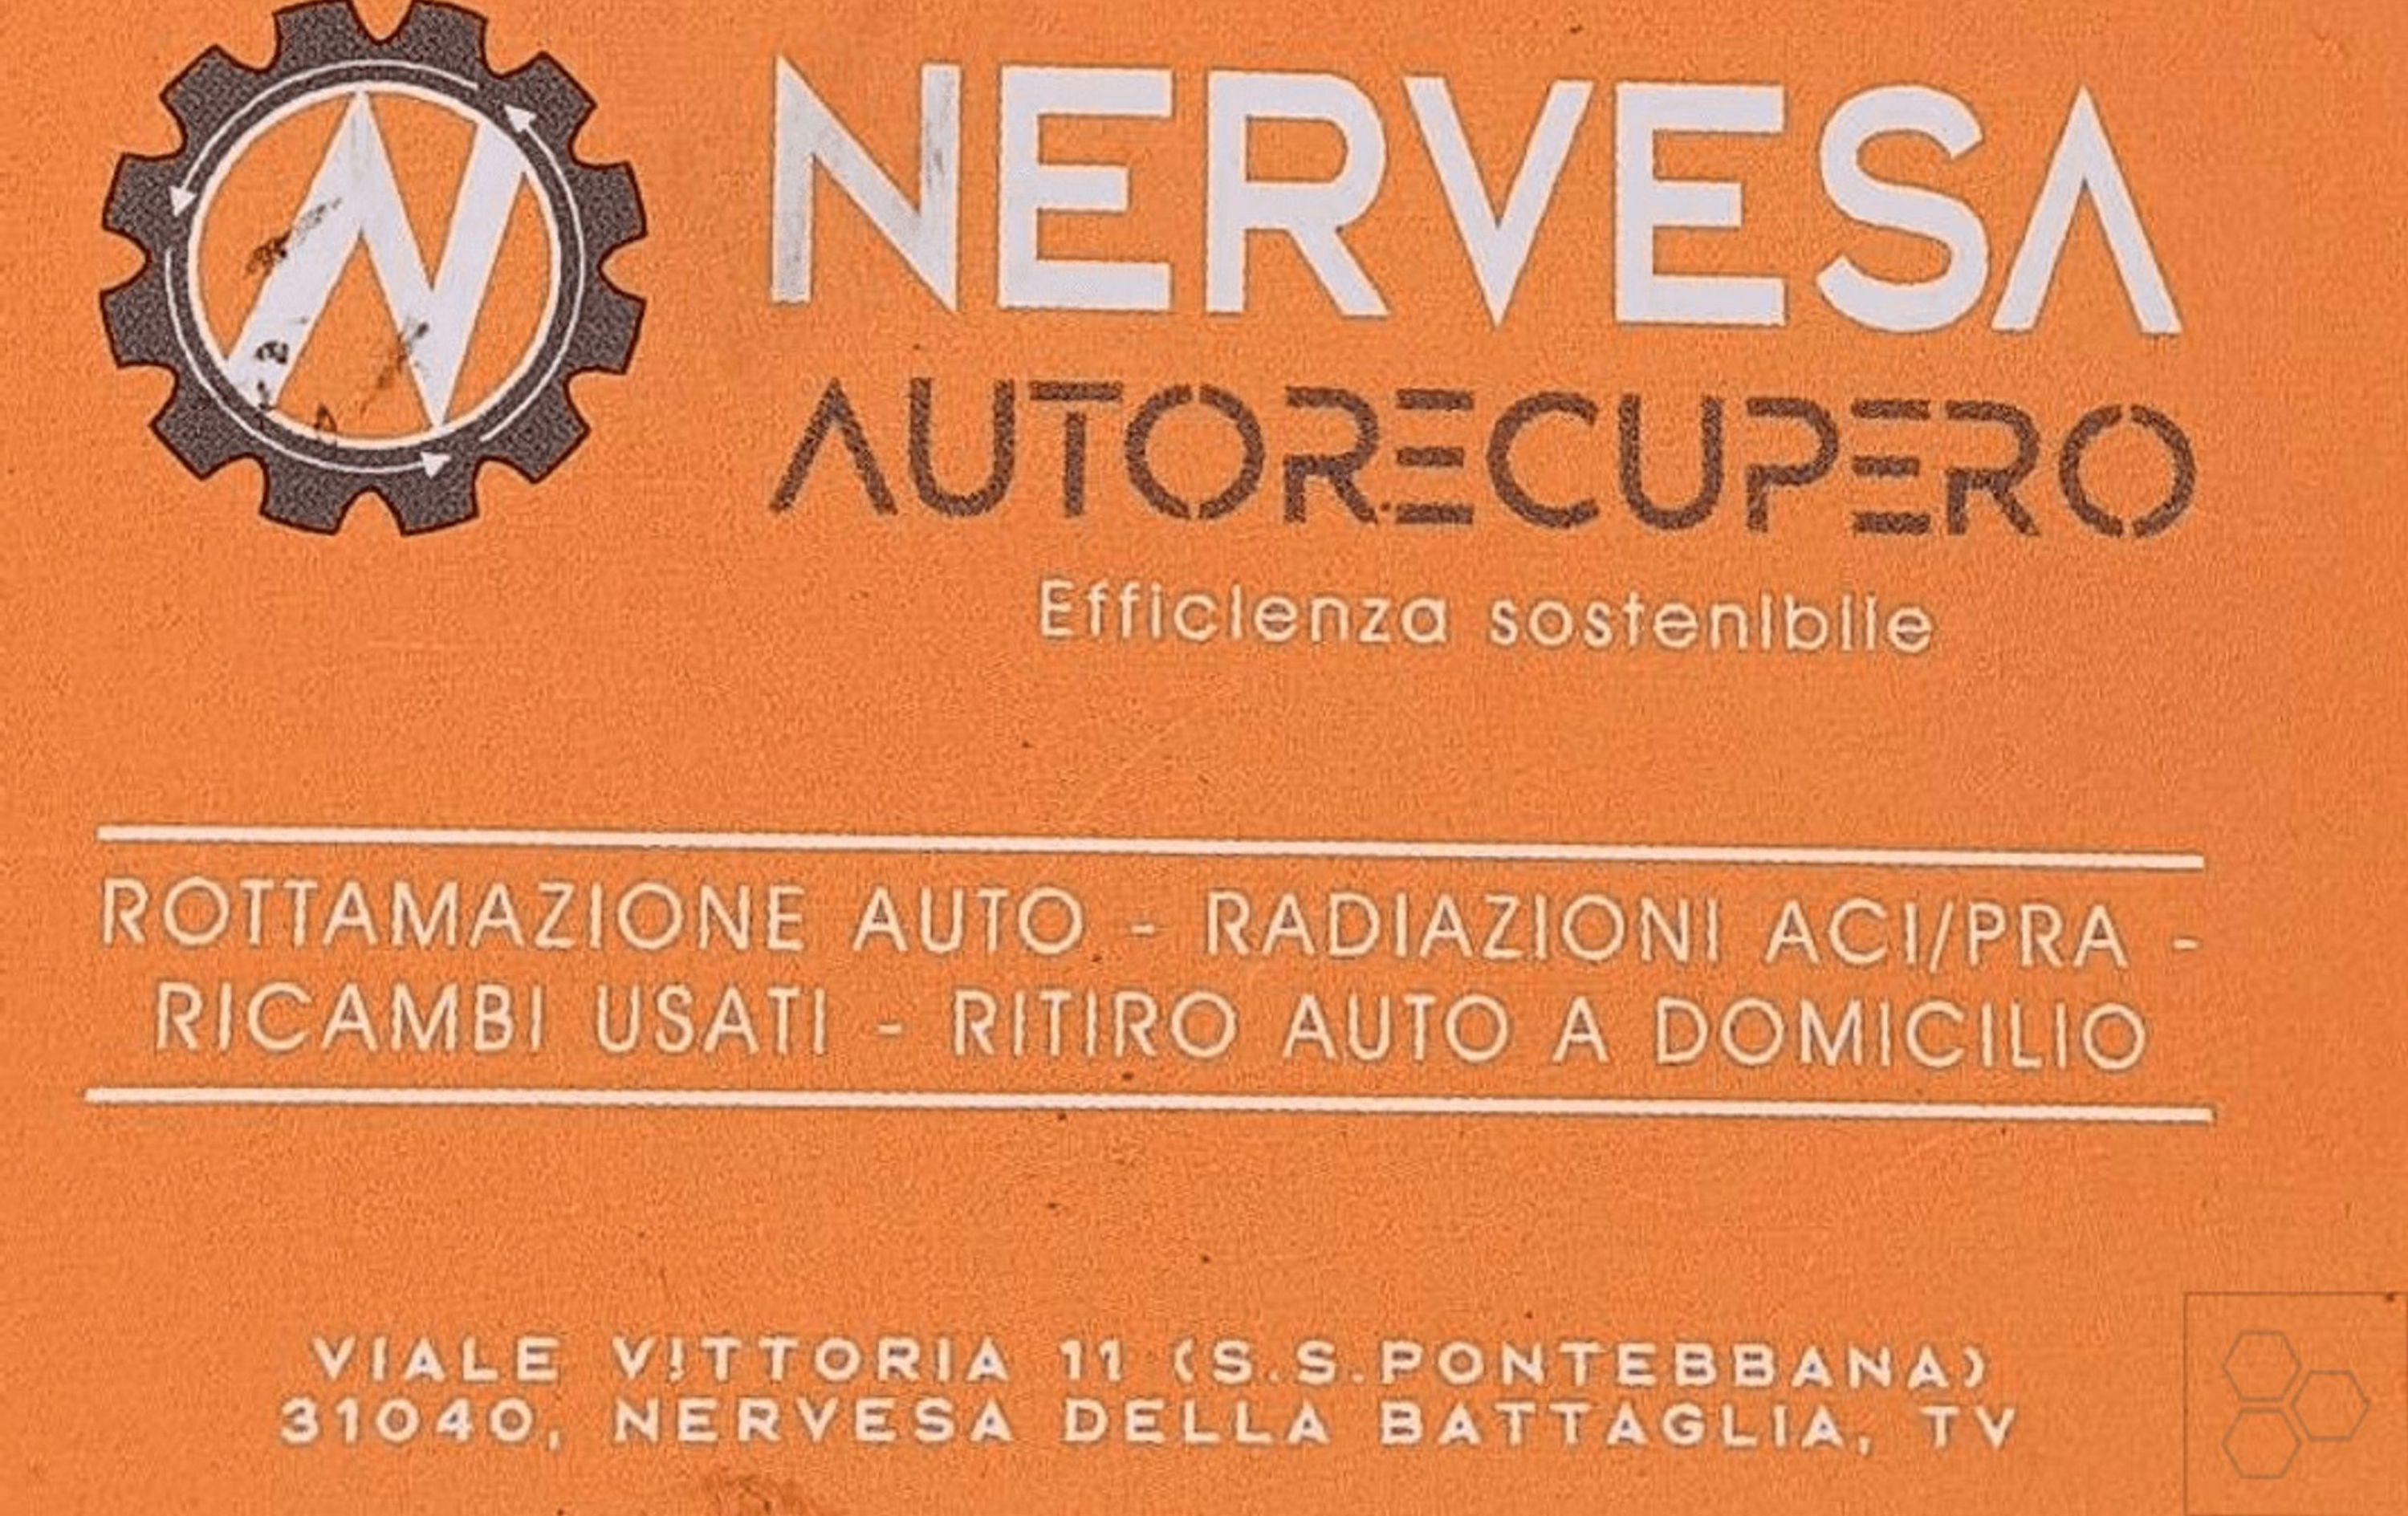 N
NERVESA
AUTORECUPERO
Efficienza sostenibile
ROTTAMAZIONE AUTO - RADIAZIONI ACI/PRA -
RICAMBI USATI - RITIRO AUTO A DOMICILIO
VIALE VITTORIA 11 (S.S.PONTEBBANA)
31040, NERVESA DELLA BATTAGLIA, TV